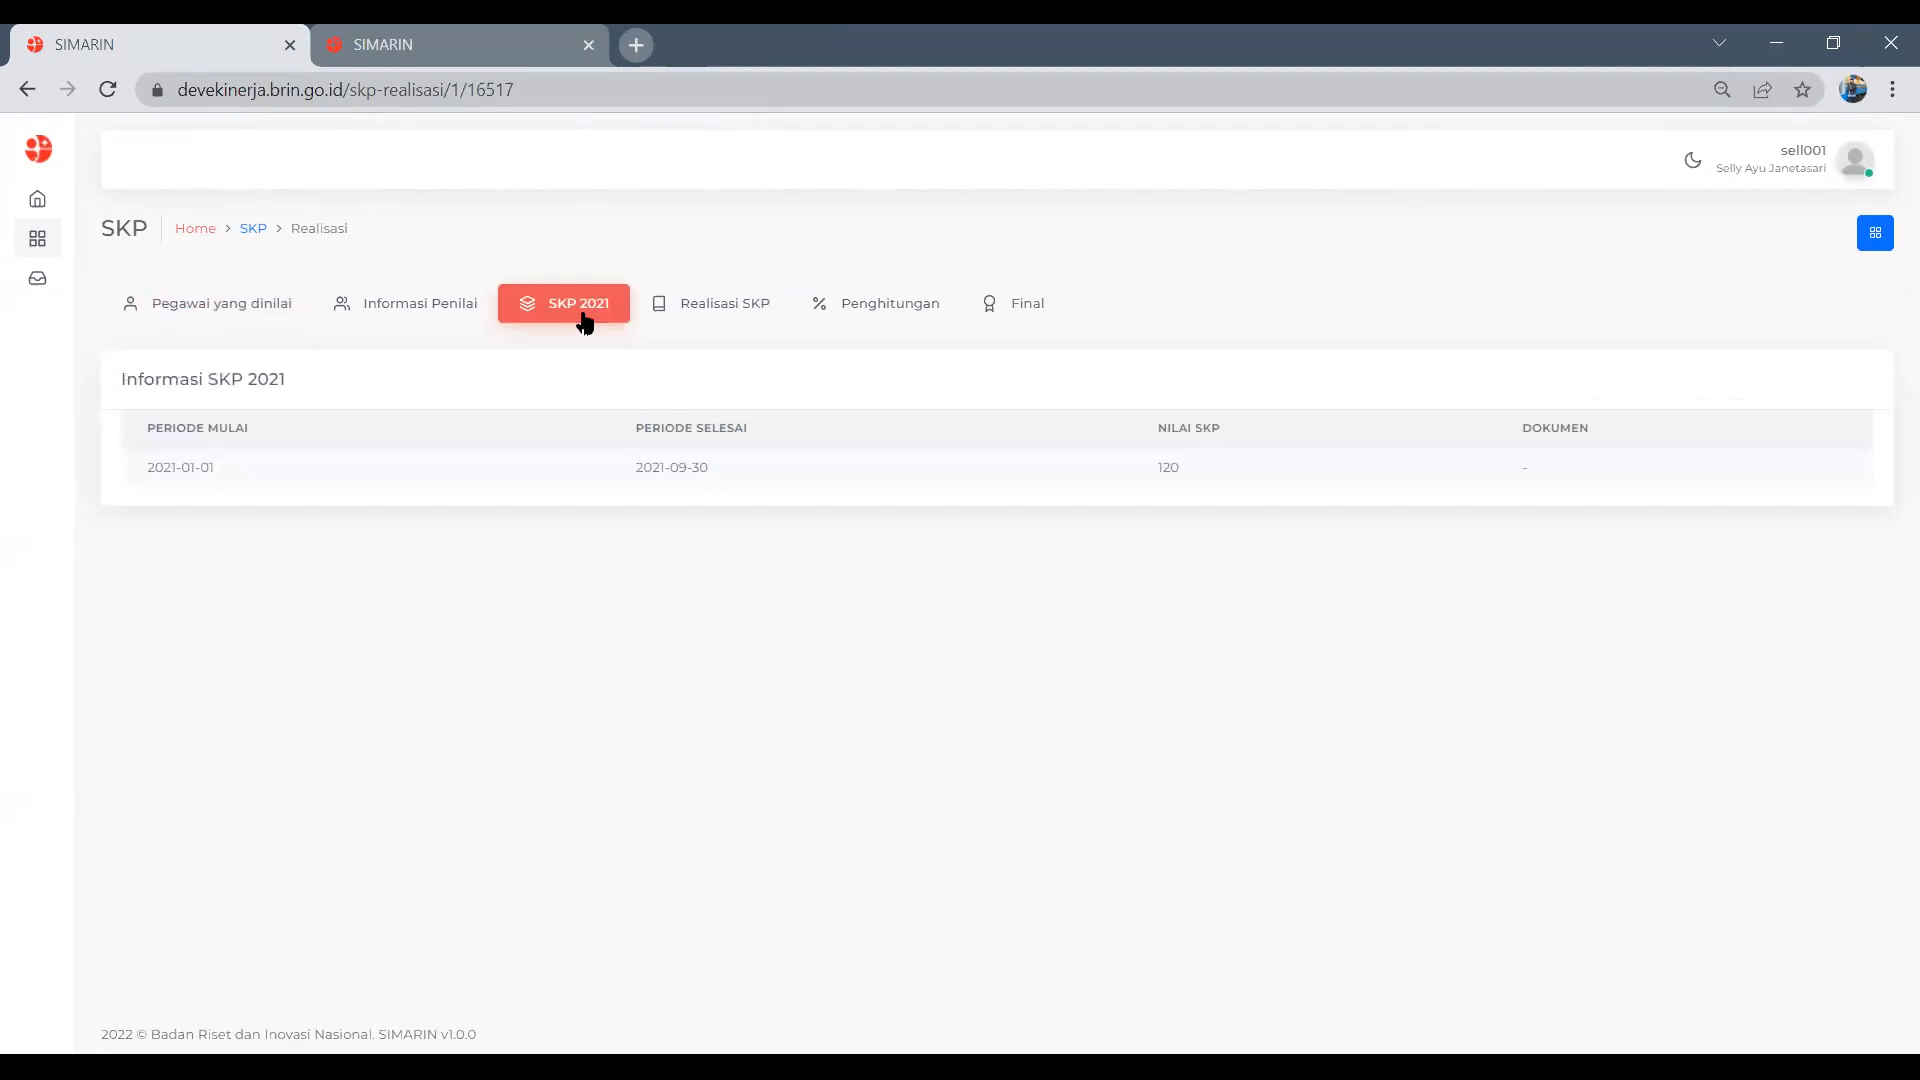 SIMARIN
SIMARIN
devekinerja.brin.go.id/skp-realisasi/1/16517
sell001
Selly Ayu Janetasari
SKP Home > SKP > Realisasi
Pegawai yang dinilai Informasi Penilai SKP 2021 Realisasi SKP Penghitungan Final
Informasi SKP 2021
PERIODE MULAI PERIODE SELESAI NILAI SKP DOKUMEN
2021-01-01 2021-09-30 120 -
2022 © Badan Riset dan Inovasi Nasional. SIMARIN v1.0.0